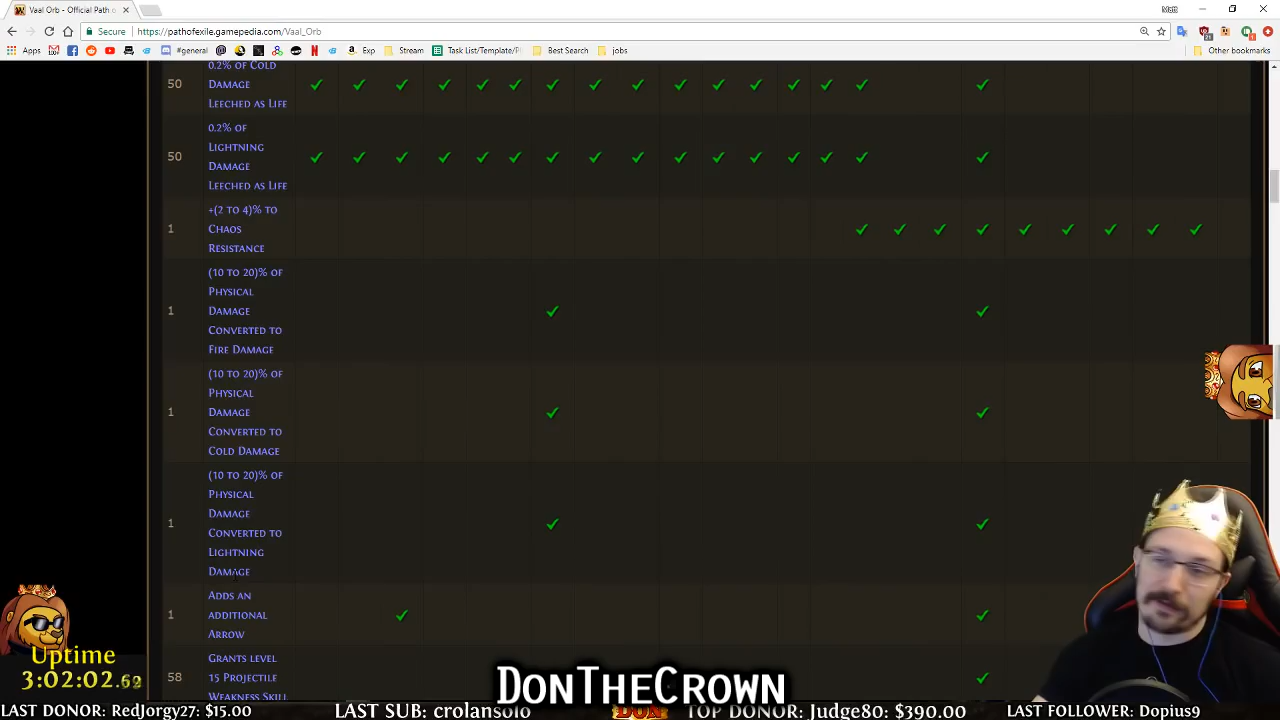 Vaal Orb - Official Path o
Matt
Secure
https://pathofexile.gamepedia.com/Vaal_Orb
Apps
#general
Exp
Stream
Task List/Template/Pl
Best Search
jobs
Other bookmarks
50
0.2% of Cold
Damage
Leeched as Life
50
0.2% of
Lightning
Damage
Leeched as Life
1
+(2 to 4)% to
Chaos
Resistance
1
(10 to 20)% of
Physical
Damage
Converted to
Fire Damage
1
(10 to 20)% of
Physical
Damage
Converted to
Cold Damage
1
(10 to 20)% of
Physical
Damage
Converted to
Lightning
Damage
1
Adds an
additional
Arrow
58
Grants level
15 Projectile
Weakness Skill
Uptime
3:02:02.62
DonTheCrown
LAST DONOR: RedJorgy27: $15.00
LAST SUB: crolansolo
DON
TOP DONOR: Judge80: $390.00
LAST FOLLOWER: Dopius9